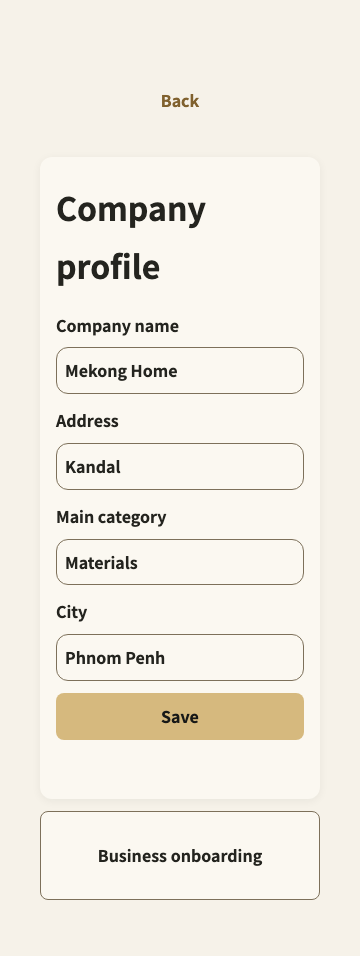 Back
Company
profile
Company name
Mekong Home
Address
Kandal
Main category
Materials
City
Phnom Penh
Save
Business onboarding